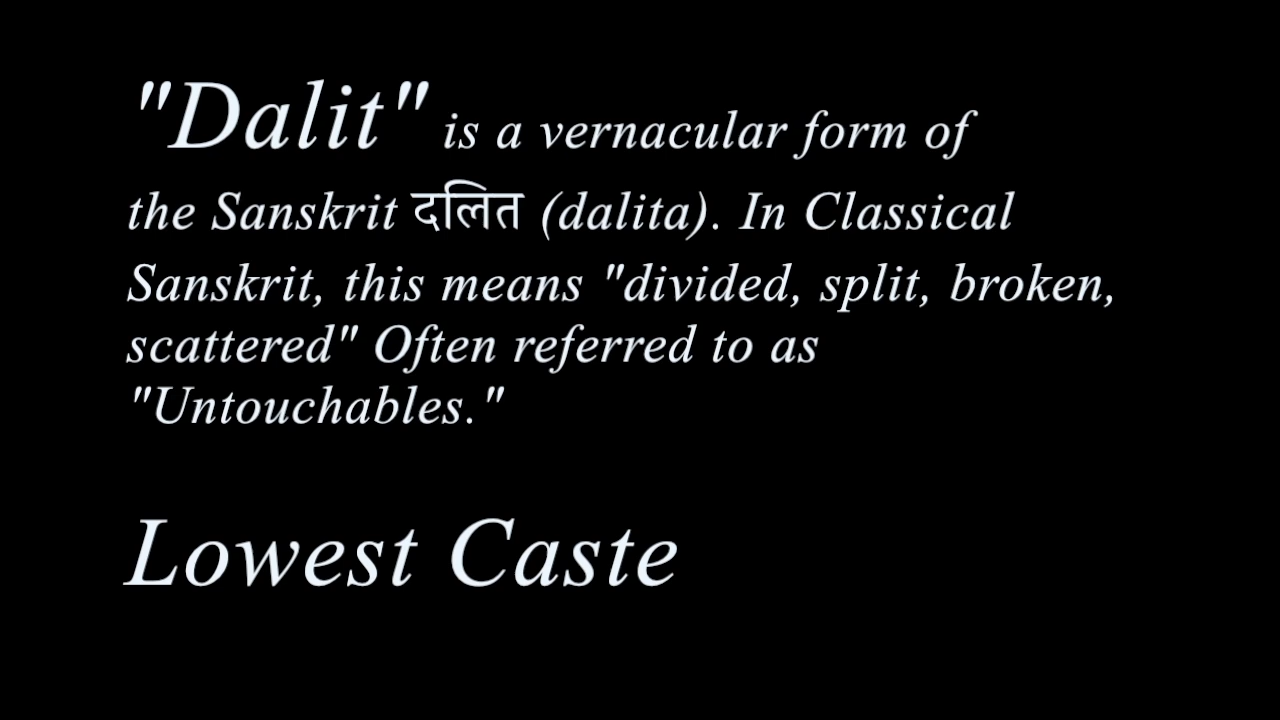 "Dalit" is a vernacular form of
the Sanskrit दलित (dalita). In Classical
Sanskrit, this means "divided, split, broken,
scattered" Often referred to as
"Untouchables."
Lowest Caste